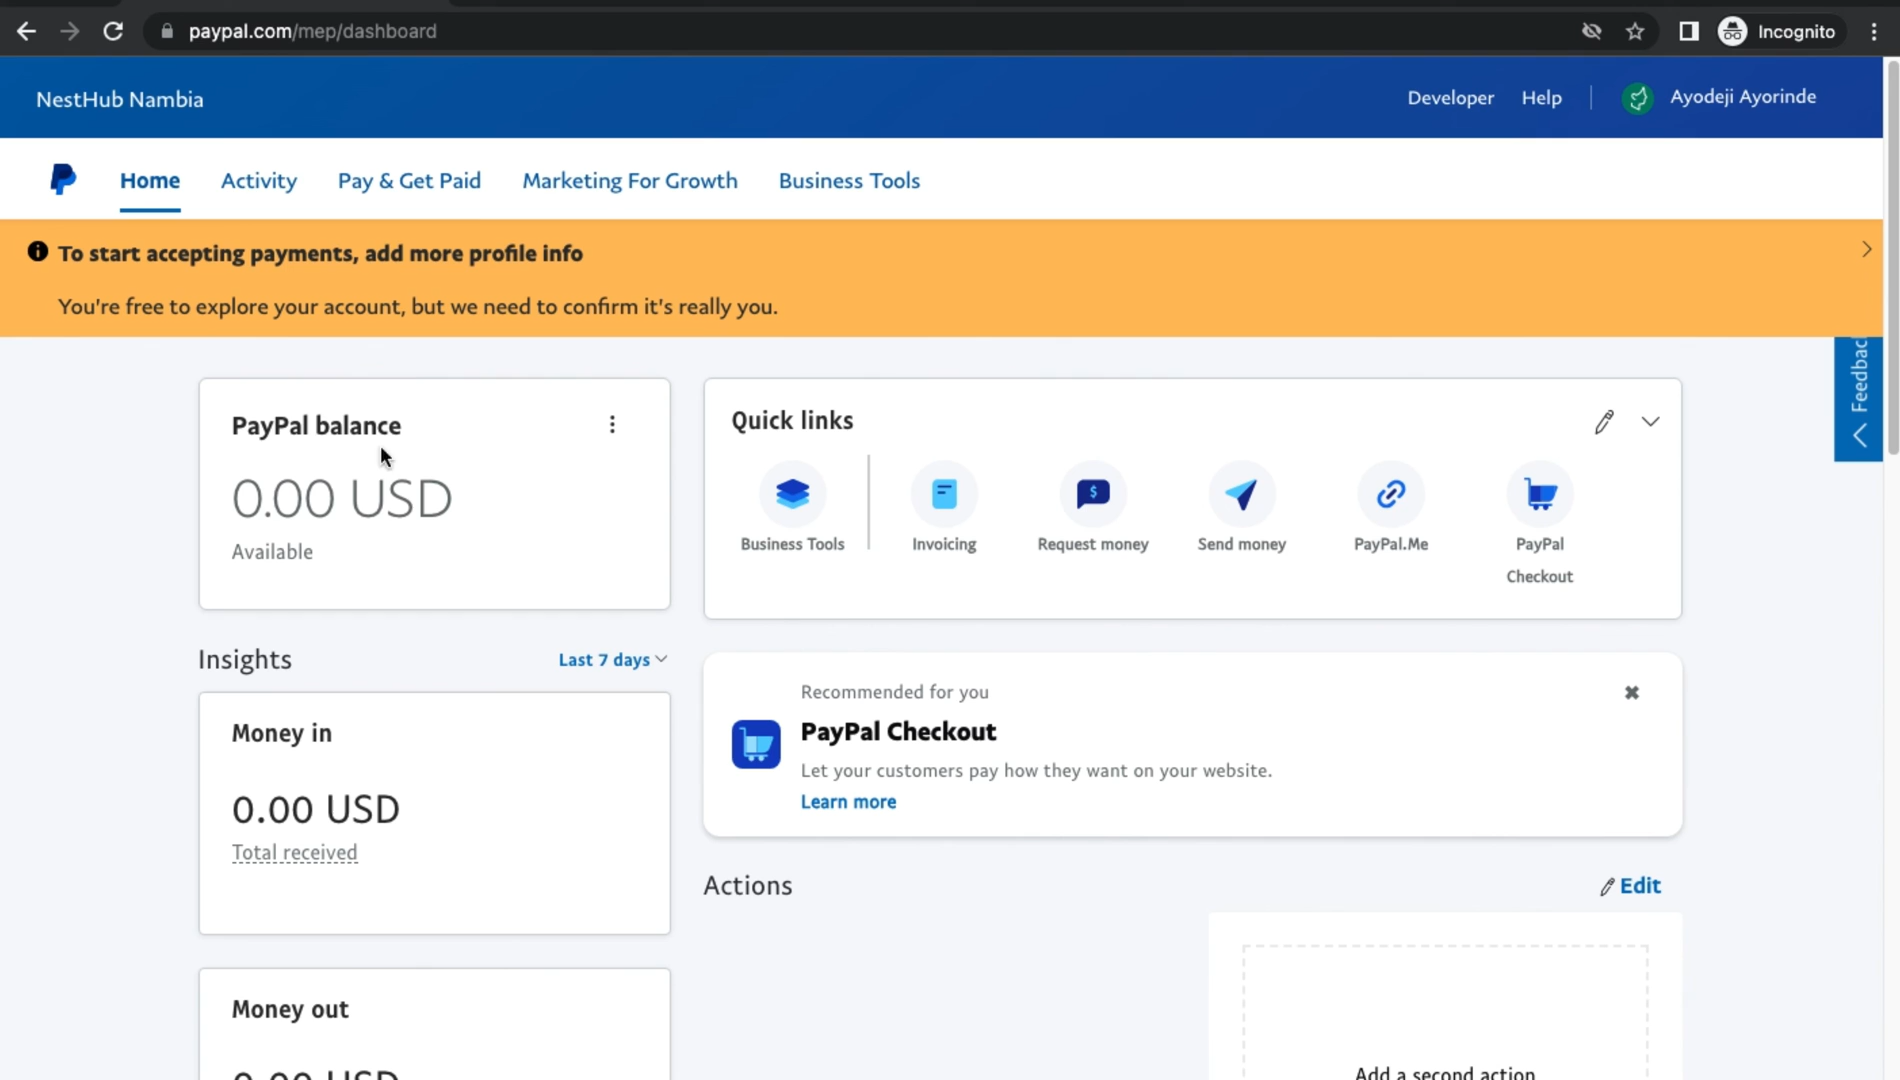 paypal.com/mep/dashboard
Incognito
NestHub Nambia
Developer Help Ayodeji Ayorinde
Home Activity Pay & Get Paid Marketing For Growth Business Tools
To start accepting payments, add more profile info
You're free to explore your account, but we need to confirm it's really you.
Feedbac
PayPal balance
0.00 USD
Available
Quick links
Business Tools
Invoicing
Request money
Send money
PayPal.Me
PayPal
Checkout
Insights
Last 7 days
Money in
0.00 USD
Total received
Recommended for you
PayPal Checkout
Let your customers pay how they want on your website.
Learn more
Actions
Edit
Money out
0.00 USD
Add a second action